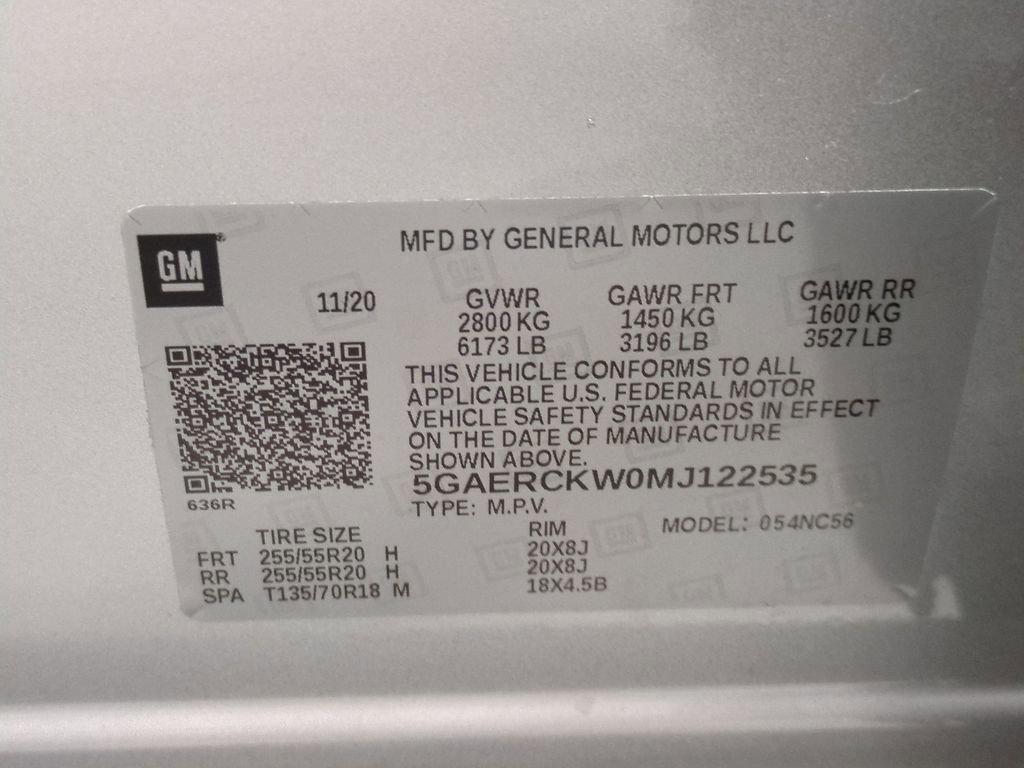 GM
MFD BY GENERAL MOTORS LLC
11/20 GVWR GAWR FRT GAWR RR
2800 KG 1450 KG 1600 KG
6173 LB 3196 LB 3527 LB
THIS VEHICLE CONFORMS TO ALL
APPLICABLE U.S. FEDERAL MOTOR
VEHICLE SAFETY STANDARDS IN EFFECT
ON THE DATE OF MANUFACTURE
SHOWN ABOVE.
5GAERCKW0MJ122535
636R
TYPE: M.P.V.
MODEL: 054NC56
TIRE SIZE RIM
FRT 255/55R20 H 20X8J
RR 255/55R20 H 20X8J
SPA T135/70R18 M 18X4.5B